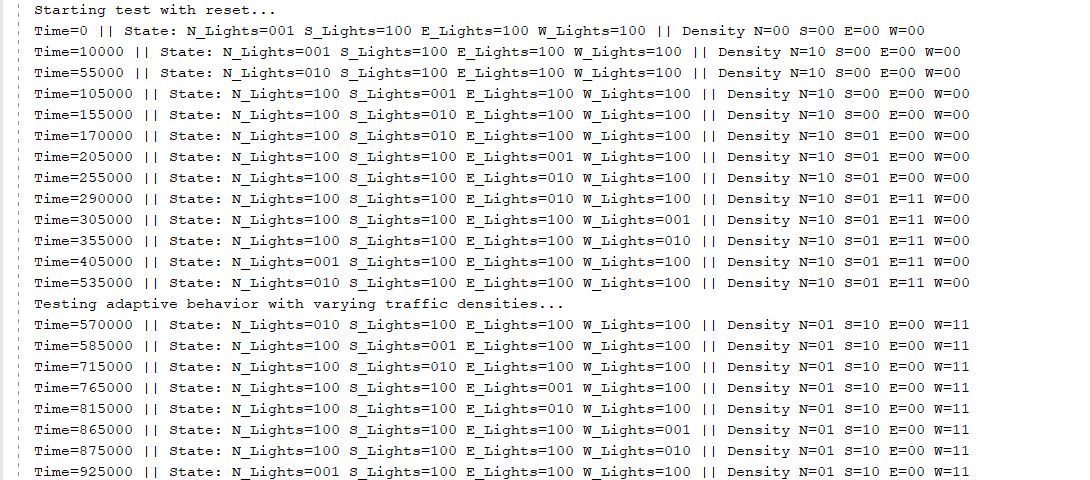 Starting test with reset...
Time=0 || State: N_Lights=001 S_Lights=100 E_Lights=100 W_Lights=100 || Density N=00 S=00 E=00 W=00
Time=10000 || State: N_Lights=001 S_Lights=100 E_Lights=100 W_Lights=100 || Density N=10 S=00 E=00 W=00
Time=55000 || State: N_Lights=010 S_Lights=100 E_Lights=100 W_Lights=100 || Density N=10 S=00 E=00 W=00
Time=105000 || State: N_Lights=100 S_Lights=001 E_Lights=100 W_Lights=100 || Density N=10 S=00 E=00 W=00
Time=155000 || State: N_Lights=100 S_Lights=010 E_Lights=100 W_Lights=100 || Density N=10 S=00 E=00 W=00
Time=170000 || State: N_Lights=100 S_Lights=010 E_Lights=100 W_Lights=100 || Density N=10 S=01 E=00 W=00
Time=205000 || State: N_Lights=100 S_Lights=100 E_Lights=001 W_Lights=100 || Density N=10 S=01 E=00 W=00
Time=255000 || State: N_Lights=100 S_Lights=100 E_Lights=010 W_Lights=100 || Density N=10 S=01 E=00 W=00
Time=290000 || State: N_Lights=100 S_Lights=100 E_Lights=010 W_Lights=100 || Density N=10 S=01 E=11 W=00
Time=305000 || State: N_Lights=100 S_Lights=100 E_Lights=100 W_Lights=001 || Density N=10 S=01 E=11 W=00
Time=355000 || State: N_Lights=100 S_Lights=100 E_Lights=100 W_Lights=010 || Density N=10 S=01 E=11 W=00
Time=405000 || State: N_Lights=001 S_Lights=100 E_Lights=100 W_Lights=100 || Density N=10 S=01 E=11 W=00
Time=535000 || State: N_Lights=010 S_Lights=100 E_Lights=100 W_Lights=100 || Density N=10 S=01 E=11 W=00
Testing adaptive behavior with varying traffic densities...
Time=570000 || State: N_Lights=010 S_Lights=100 E_Lights=100 W_Lights=100 || Density N=01 S=10 E=00 W=11
Time=585000 || State: N_Lights=100 S_Lights=001 E_Lights=100 W_Lights=100 || Density N=01 S=10 E=00 W=11
Time=715000 || State: N_Lights=100 S_Lights=010 E_Lights=100 W_Lights=100 || Density N=01 S=10 E=00 W=11
Time=765000 || State: N_Lights=100 S_Lights=100 E_Lights=001 W_Lights=100 || Density N=01 S=10 E=00 W=11
Time=815000 || State: N_Lights=100 S_Lights=100 E_Lights=010 W_Lights=100 || Density N=01 S=10 E=00 W=11
Time=865000 || State: N_Lights=100 S_Lights=100 E_Lights=100 W_Lights=001 || Density N=01 S=10 E=00 W=11
Time=875000 || State: N_Lights=100 S_Lights=100 E_Lights=100 W_Lights=010 || Density N=01 S=10 E=00 W=11
Time=925000 || State: N_Lights=001 S_Lights=100 E_Lights=100 W_Lights=100 || Density N=01 S=10 E=00 W=11